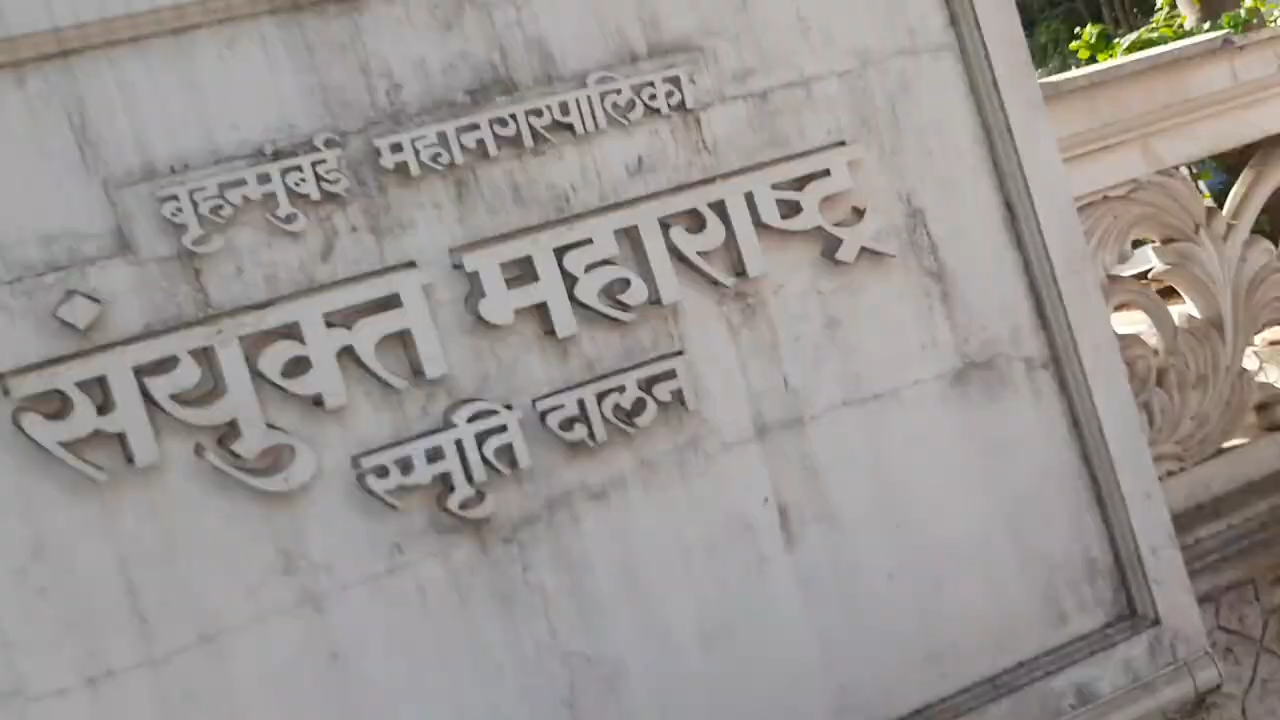 बृहन्मुंबई महानगरपालिका
संयुक्त महाराष्ट्र
स्मृति दालन